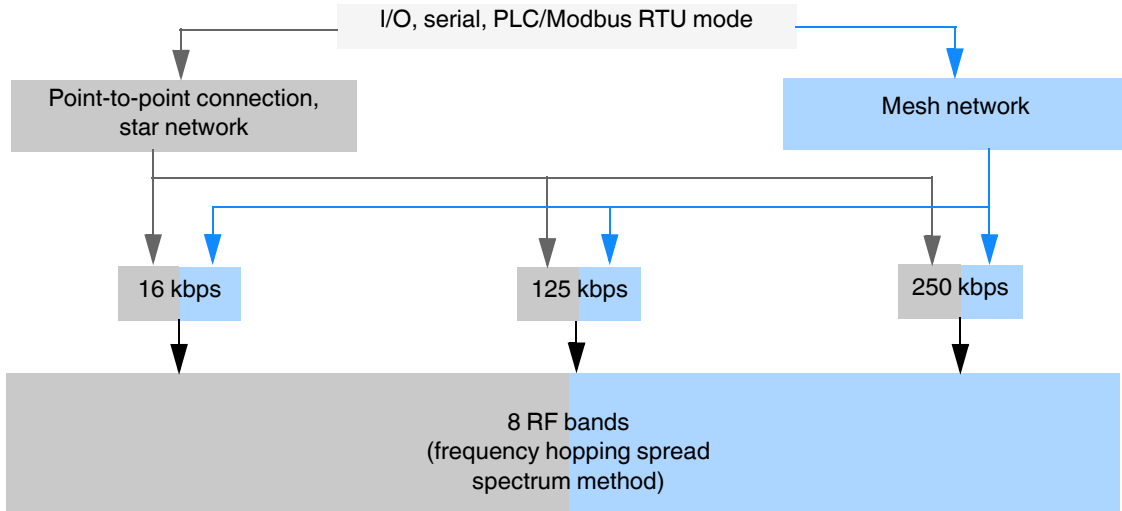 I/O, serial, PLC/Modbus RTU mode
Point-to-point connection,
star network
Mesh network
16 kbps
125 kbps
250 kbps
8 RF bands
(frequency hopping spread
spectrum method)